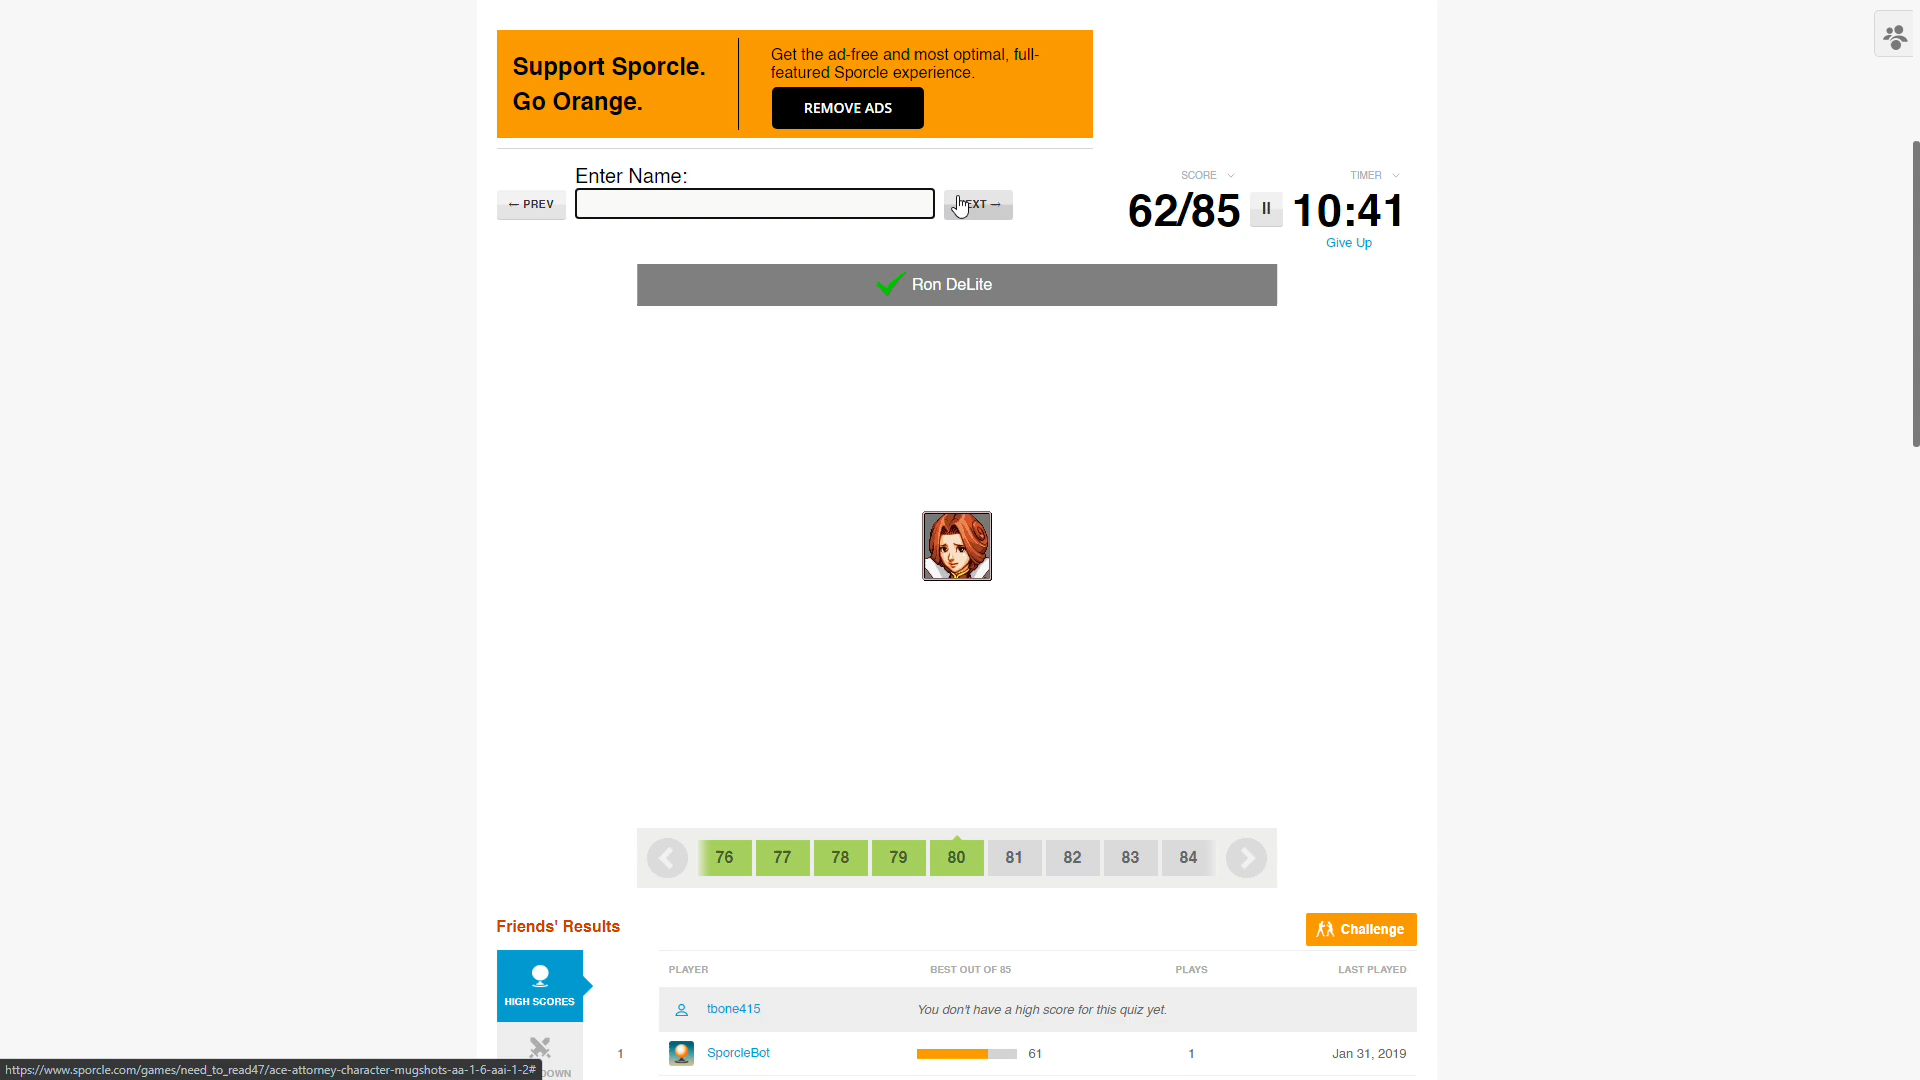 Support Sporcle.
Go Orange.
Get the ad-free and most optimal, full-
featured Sporcle experience.
REMOVE ADS
Enter Name:
← PREV
EXT →
SCORE
62/85
TIMER
10:41
Give Up
Ron DeLite
76 77 78 79 80 81 82 83 84
Friends' Results
Challenge
HIGH SCORES
PLAYER BEST OUT OF 85 PLAYS LAST PLAYED
tbone415 You don't have a high score for this quiz yet.
1 SporcleBot 61 1 Jan 31, 2019
DOWN
https://www.sporcle.com/games/need_to_read47/ace-attorney-character-mugshots-aa-1-6-aai-1-2#